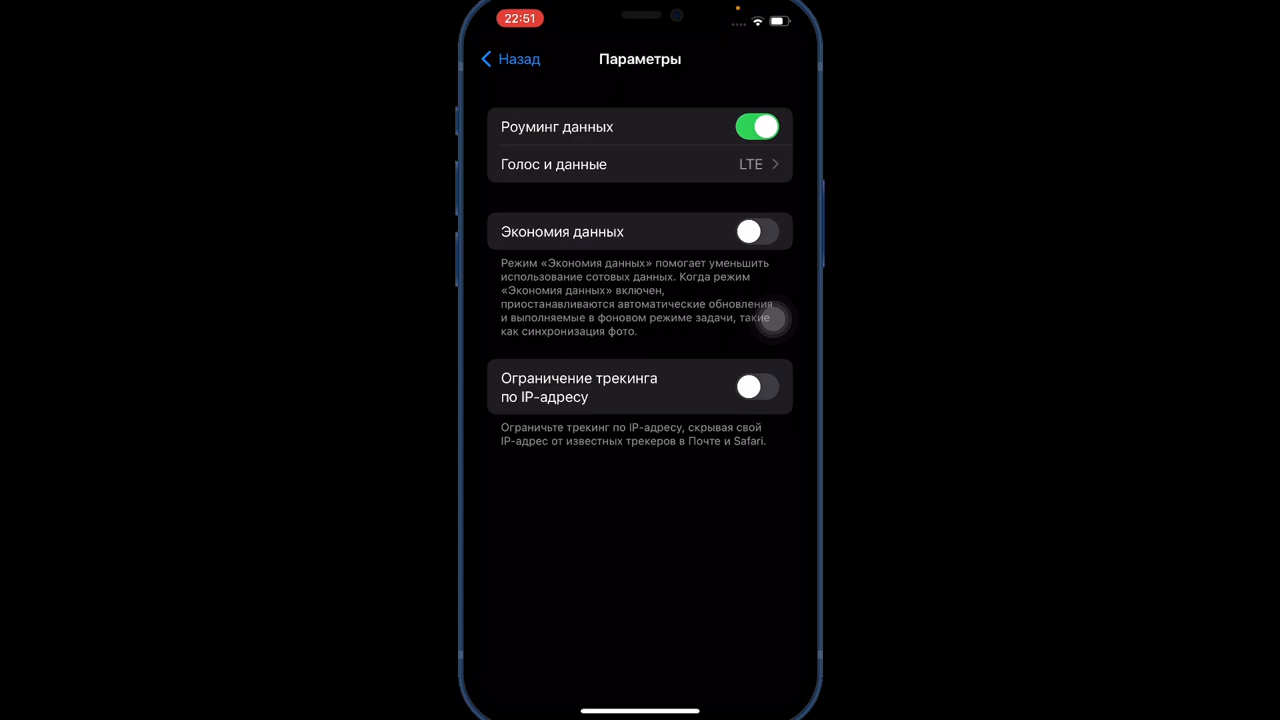 22:51
Назад
Параметры
Роуминг данных
Голос и данные LTE
Экономия данных
Режим «Экономия данных» помогает уменьшить
использование сотовых данных. Когда режим
«Экономия данных» включен,
приостанавливаются автоматические обновления
и выполняемые в фоновом режиме задачи, такие
как синхронизация фото.
Ограничение трекинга
по IP-адресу
Ограничьте трекинг по IP-адресу, скрывая свой
IP-адрес от известных трекеров в Почте и Safari.